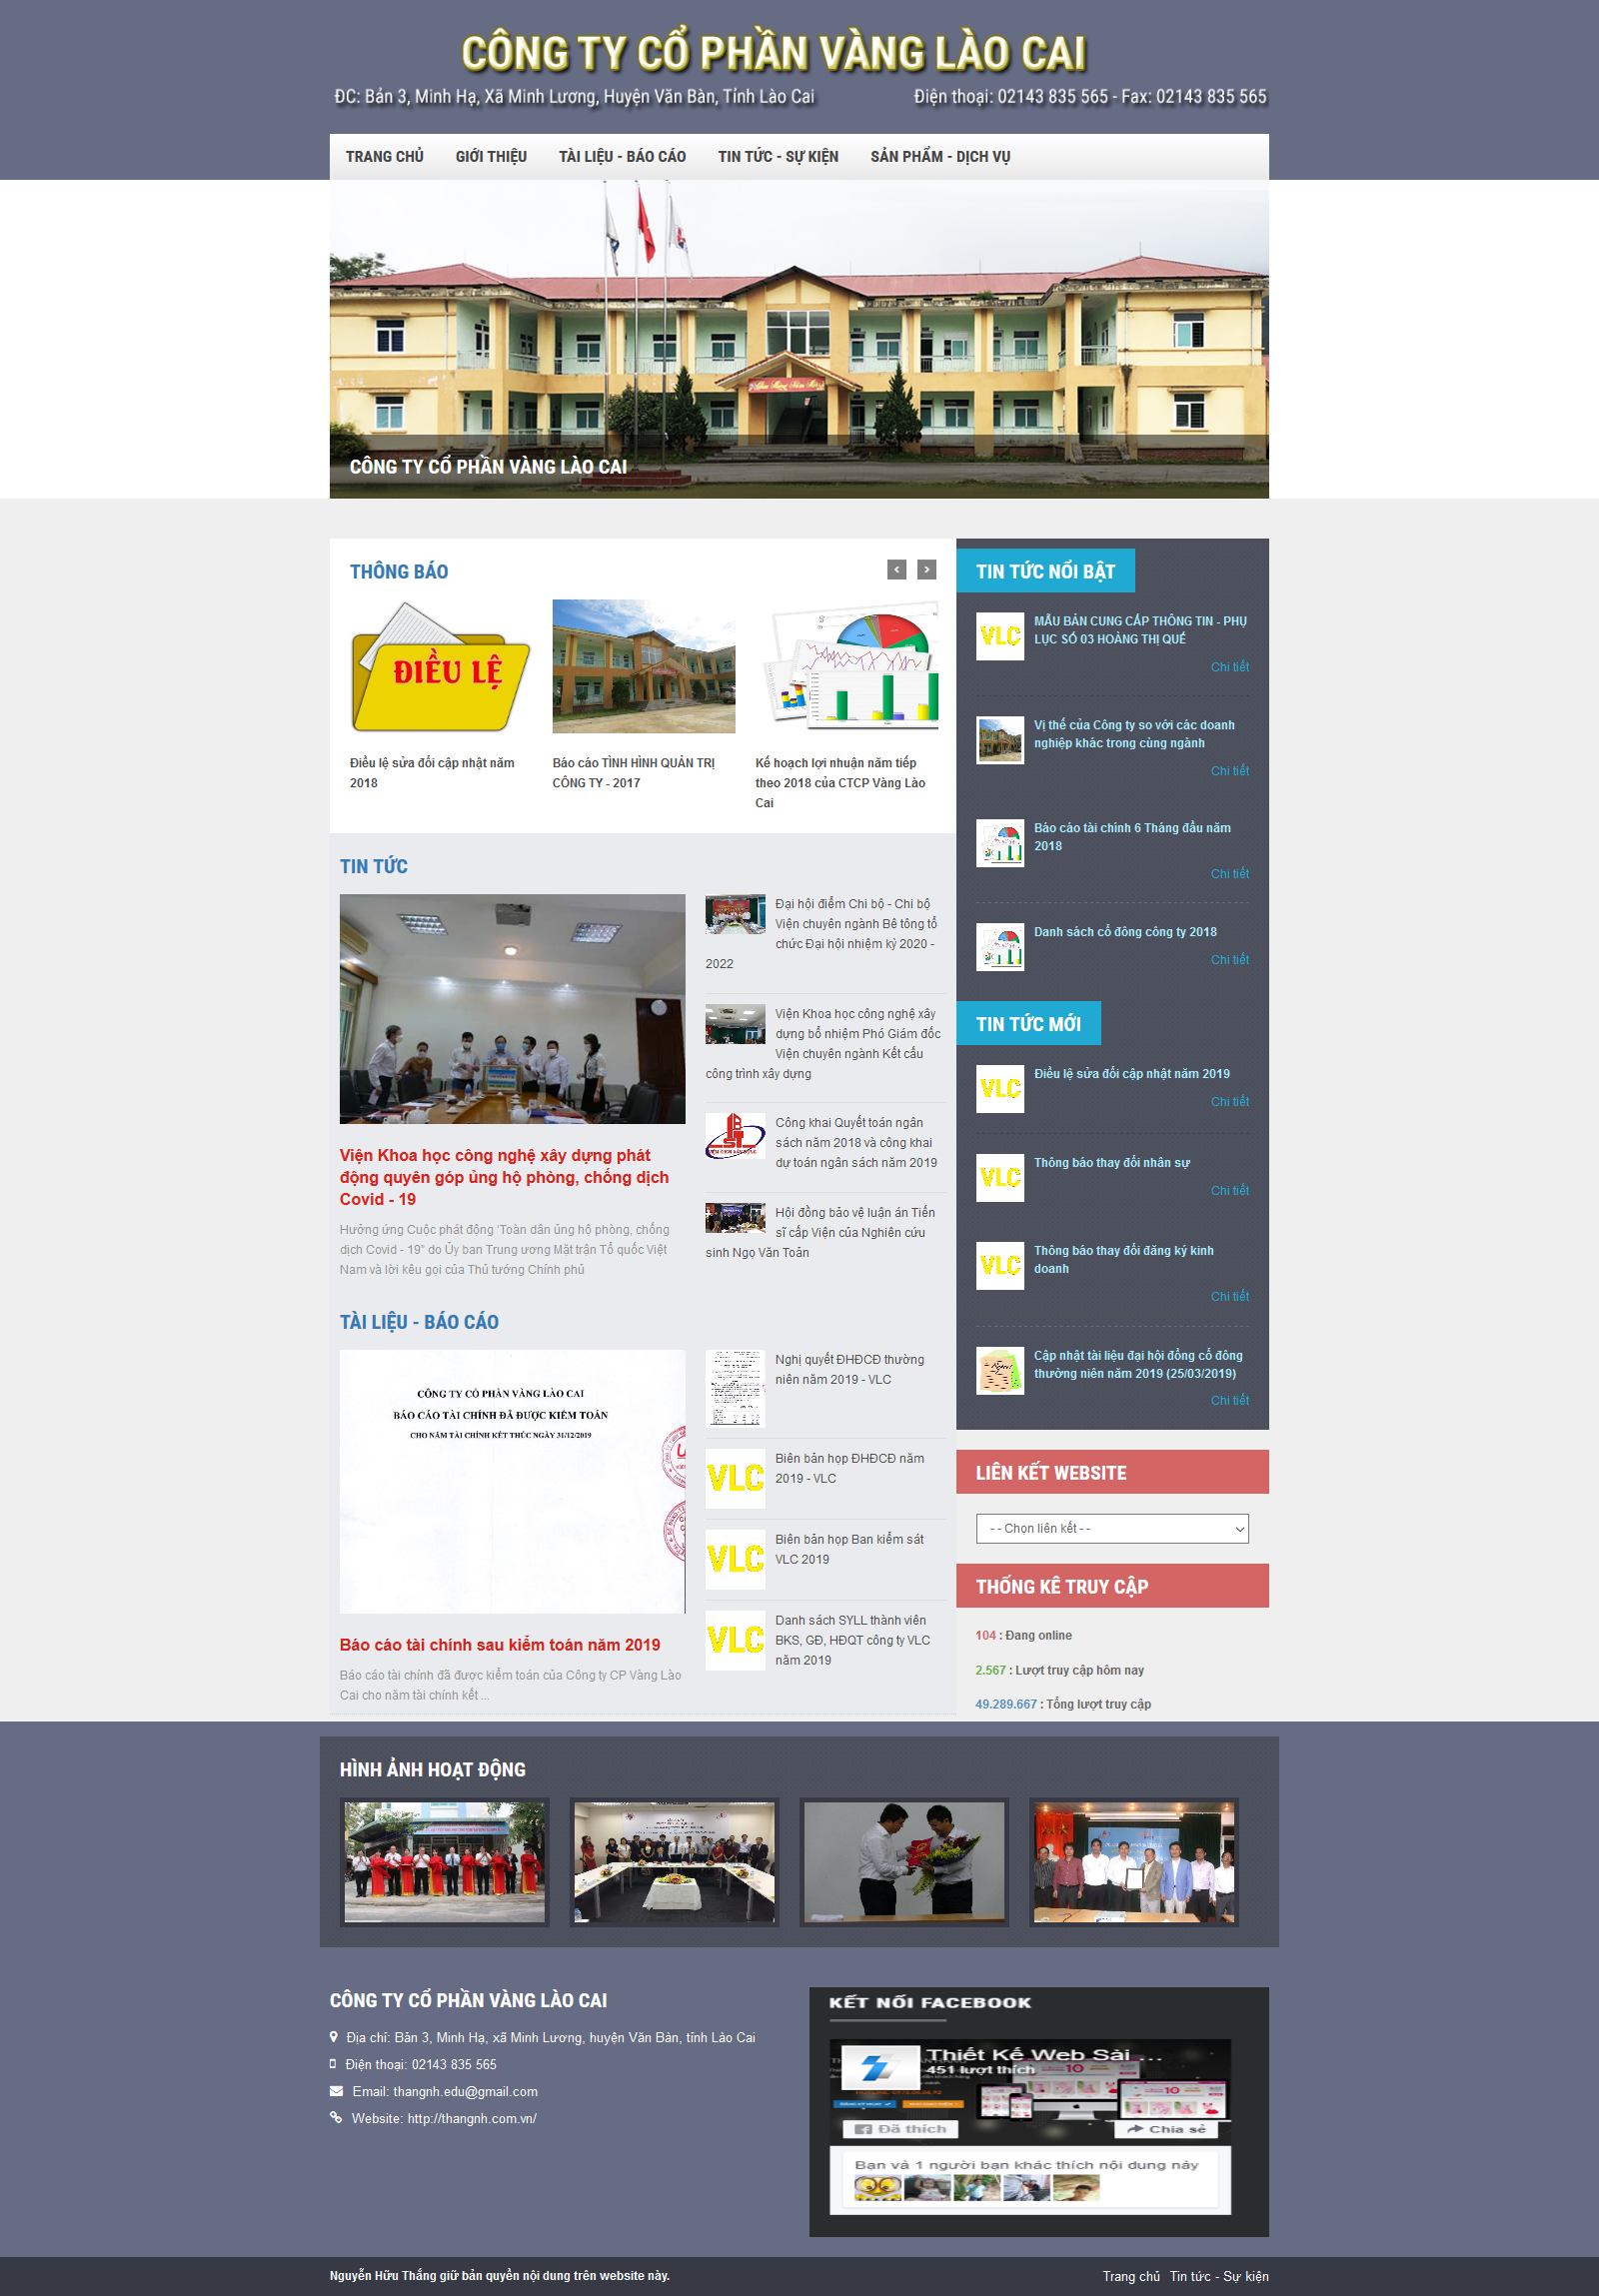 CÔNG TY CỔ PHẦN VÀNG LÀO CAI
ĐC: Bản 3, Minh Hạ, Xã Minh Lương, Huyện Văn Bàn, Tỉnh Lào Cai
Điện thoại: 02143 835 565 - Fax: 02143 835 565
TRANG CHỦ
GIỚI THIỆU
TÀI LIỆU - BÁO CÁO
TIN TỨC - SỰ KIỆN
SẢN PHẨM - DỊCH VỤ
CÔNG TY CỔ PHẦN VÀNG LÀO CAI
THÔNG BÁO
ĐIỀU LỆ
Điều lệ sửa đổi cập nhật năm
2018
Báo cáo TÌNH HÌNH QUẢN TRỊ
CÔNG TY - 2017
Kế hoạch lợi nhuận năm tiếp
theo 2018 của CTCP Vàng Lào
Cai
TIN TỨC
Viện Khoa học công nghệ xây dựng phát
động quyên góp ủng hộ phòng, chống dịch
Covid - 19
Hưởng ứng Cuộc phát động ‘Toàn dân ủng hộ phòng, chống
dịch Covid - 19” do Ủy ban Trung ương Mặt trận Tổ quốc Việt
Nam và lời kêu gọi của Thủ tướng Chính phủ
Đại hội điểm Chi bộ - Chi bộ
Viện chuyên ngành Bê tông tổ
chức Đại hội nhiệm kỳ 2020 -
2022
Viện Khoa học công nghệ xây
dựng bổ nhiệm Phó Giám đốc
Viện chuyên ngành Kết cấu
công trình xây dựng
Công khai Quyết toán ngân
sách năm 2018 và công khai
dự toán ngân sách năm 2019
Hội đồng bảo vệ luận án Tiến
sĩ cấp Viện của Nghiên cứu
sinh Ngọ Văn Toản
TÀI LIỆU - BÁO CÁO
CÔNG TY CỔ PHẦN VÀNG LÀO CAI
BÁO CÁO TÀI CHÍNH ĐÃ ĐƯỢC KIỂM TOÁN
CHO NĂM TÀI CHÍNH KẾT THÚC NGÀY 31/12/2019
Báo cáo tài chính sau kiểm toán năm 2019
Báo cáo tài chính đã được kiểm toán của Công ty CP Vàng Lào
Cai cho năm tài chính kết ...
Nghị quyết ĐHĐCĐ thường
niên năm 2019 - VLC
VLC
Biên bản họp ĐHĐCĐ năm
2019 - VLC
VLC
Biên bản họp Ban kiểm sát
VLC 2019
VLC
Danh sách SYLL thành viên
BKS, GĐ, HĐQT công ty VLC
năm 2019
TIN TỨC NỔI BẬT
VLC
MẪU BẢN CUNG CẤP THÔNG TIN - PHỤ
LỤC SỐ 03 HOÀNG THỊ QUẾ
Chi tiết
Vị thế của Công ty so với các doanh
nghiệp khác trong cùng ngành
Chi tiết
Báo cáo tài chính 6 Tháng đầu năm
2018
Chi tiết
Danh sách cổ đông công ty 2018
Chi tiết
TIN TỨC MỚI
VLC
Điều lệ sửa đổi cập nhật năm 2019
Chi tiết
VLC
Thông báo thay đổi nhân sự
Chi tiết
VLC
Thông báo thay đổi đăng ký kinh
doanh
Chi tiết
Cập nhật tài liệu đại hội đồng cổ đông
thường niên năm 2019 (25/03/2019)
Chi tiết
LIÊN KẾT WEBSITE
- - Chọn liên kết - -
THỐNG KÊ TRUY CẬP
104 : Đang online
2.567 : Lượt truy cập hôm nay
49.289.667 : Tổng lượt truy cập
HÌNH ẢNH HOẠT ĐỘNG
CÔNG TY CỔ PHẦN VÀNG LÀO CAI
Địa chỉ: Bản 3, Minh Hạ, xã Minh Lương, huyện Văn Bàn, tỉnh Lào Cai
Điện thoại: 02143 835 565
Email: thangnh.edu@gmail.com
Website: http://thangnh.com.vn/
KẾT NỐI FACEBOOK
Thiết Kế Web Sài ...
451 lượt thích
Đã thích
Chia sẻ
Bạn và 1 người bạn khác thích nội dung này
Nguyễn Hữu Thắng giữ bản quyền nội dung trên website này.
Trang chủ
Tin tức - Sự kiện